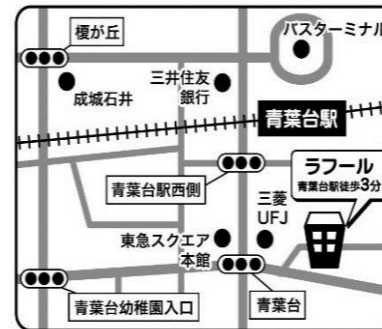 榎が丘
バスターミナル
成城石井
三井住友
銀行
青葉台駅
ラフール
青葉台駅徒歩3分
青葉台駅西側
三菱
UFJ
東急スクエア
本館
青葉台幼稚園入口
青葉台